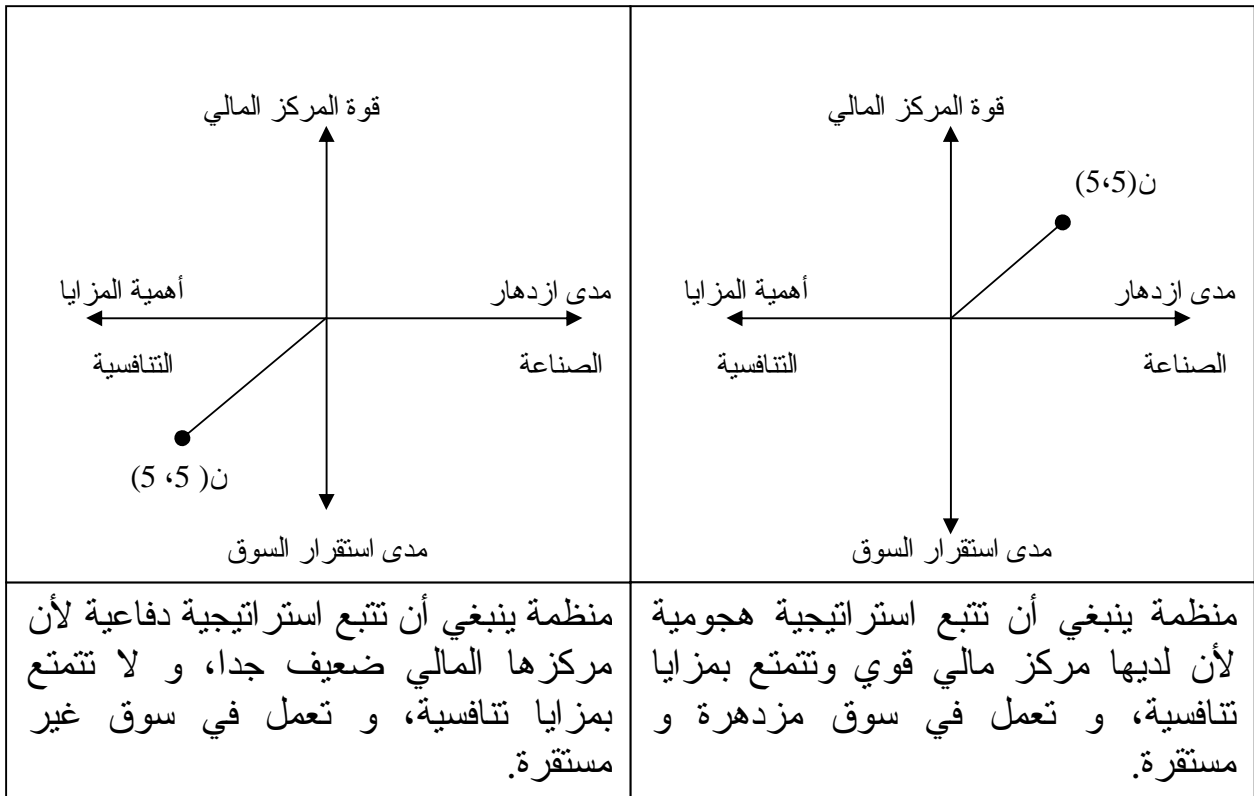 قوة المركز المالي
ن(5،5)
مدى ازدهار
أهمية المزايا
الصناعة
التنافسية
مدى استقرار السوق
منظمة ينبغي أن تتبع استراتيجية هجومية
لأن لديها مركز مالي قوي وتتمتع بمزايا
تنافسية، و تعمل في سوق مزدهرة و
مستقرة.
قوة المركز المالي
مدى ازدهار
أهمية المزايا
الصناعة
التنافسية
ن( 5، 5)
مدى استقرار السوق
منظمة ينبغي أن تتبع استراتيجية دفاعية لأن
مركزها المالي ضعيف جدا، و لا تتمتع
بمزايا تنافسية، و تعمل في سوق غير
مستقرة.